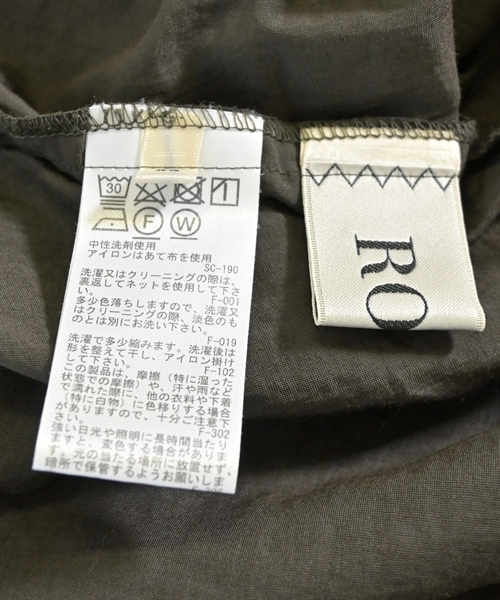 30
F
W
中性洗剤使用
アイロンはあて布を使用
SC-190
洗濯又はクリーニングの際は、
裏返してネットを使用して下さ
い。
F-001
多少色落ちしますので、洗濯又
はクリーニングの際、淡色のも
のとは別にお洗い下さい。
F-019
洗濯で多少縮みます。洗濯後は
形を整えて干し、アイロン掛け
して下さい。
F-102
この製品は、摩擦（特に湿った
状態での摩擦）や、汗や雨など
で濡れた際に、他の衣料や下着
（特に白物）に色移りする場合
がありますので、十分ご注意下
さい。
F-302
強い日光や照明に長時間当たり
ますと、変色する場合がありま
す。光の当たる場所に放置せず、
暗所で保管するようお願いしま
RO